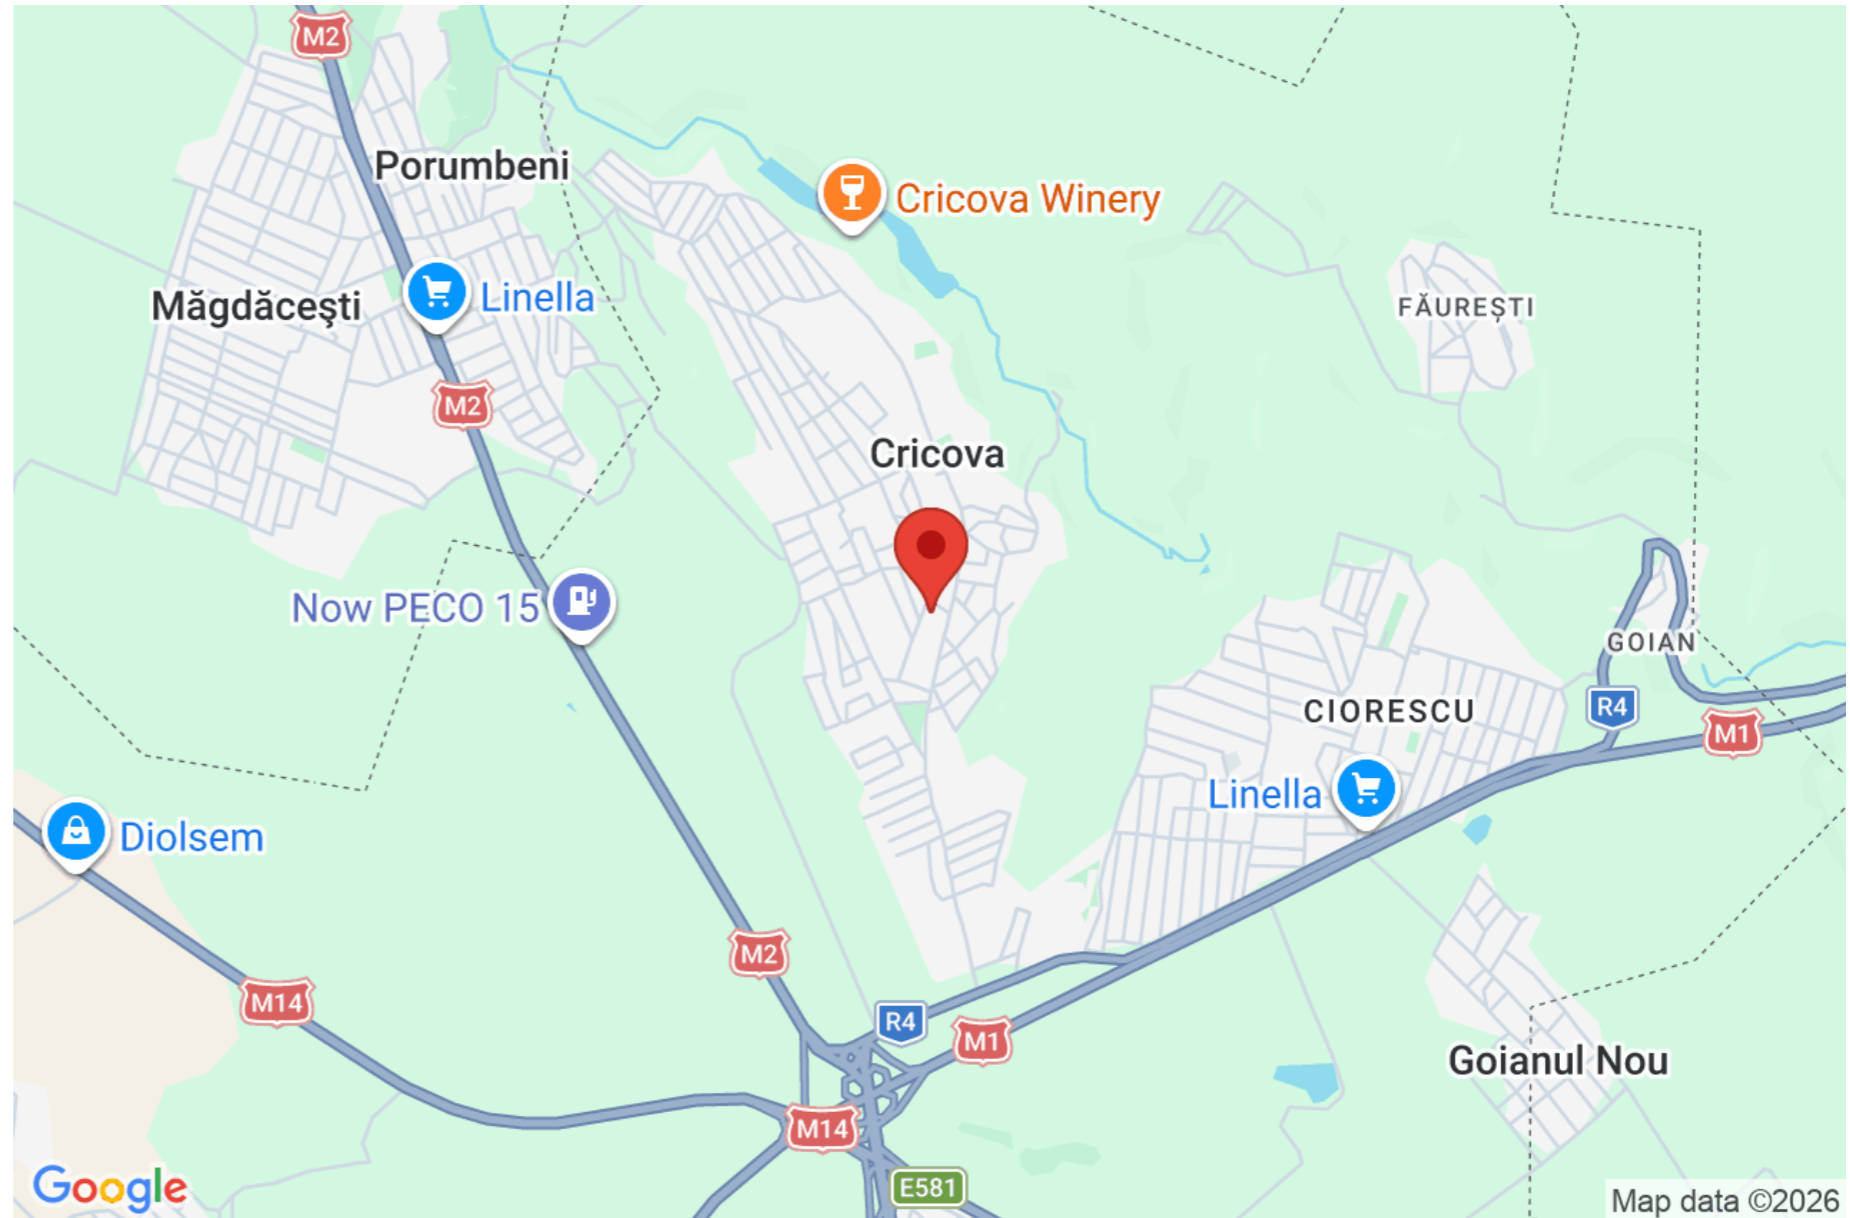 M2
Porumbeni
Cricova Winery
Măgdăceşti
Linella
FĂUREȘTI
M2
Cricova
Now PECO 15
GOIAN
CIORESCU
R4
M1
Linella
Diolsem
M2
M14
R4
M1
Goianul Nou
M14
E581
Google
Map data ©2026